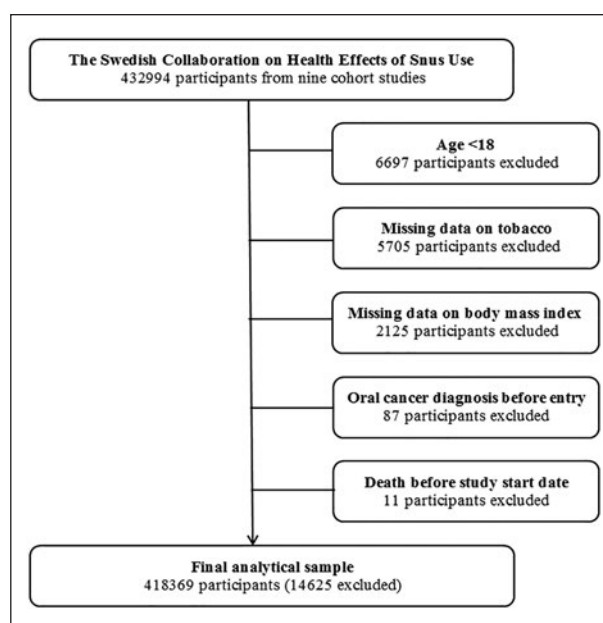 The Swedish Collaboration on Health Effects of Snus Use
432994 participants from nine cohort studies
Age <18
6697 participants excluded
Missing data on tobacco
5705 participants excluded
Missing data on body mass index
2125 participants excluded
Oral cancer diagnosis before entry
87 participants excluded
Death before study start date
11 participants excluded
Final analytical sample
418369 participants (14625 excluded)